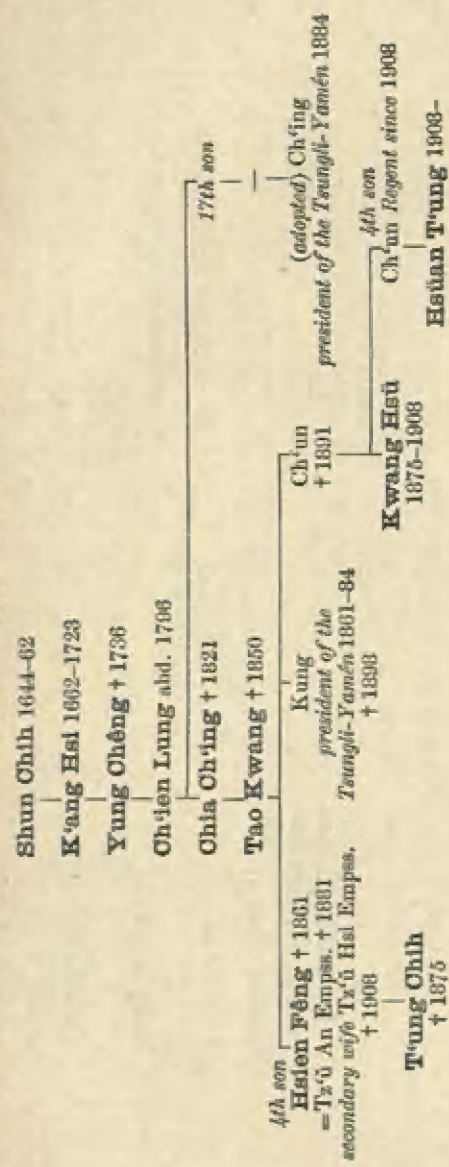 Shun Chih 1644-62
K'ang Hsi 1662-1723
Yung Chêng † 1736
Ch'ien Lung abd. 1796
Chia Ch'ing † 1821
17th son
Tao Kwang † 1850
(adopted) Ch'ing
president of the Tsungli-Yamên 1884
4th son
Hsien Fêng † 1861
=Tz'ŭ An Empss. † 1881
secondary wife Tz'ŭ Hsi Empss.
† 1908
Kung
president of the
Tsungli-Yamên 1861-84
† 1898
Ch'un
† 1891
T'ung Chih
† 1875
Kwang Hsü
1875-1908
4th son
Ch'un Regent since 1908
Hsüan T'ung 1908-